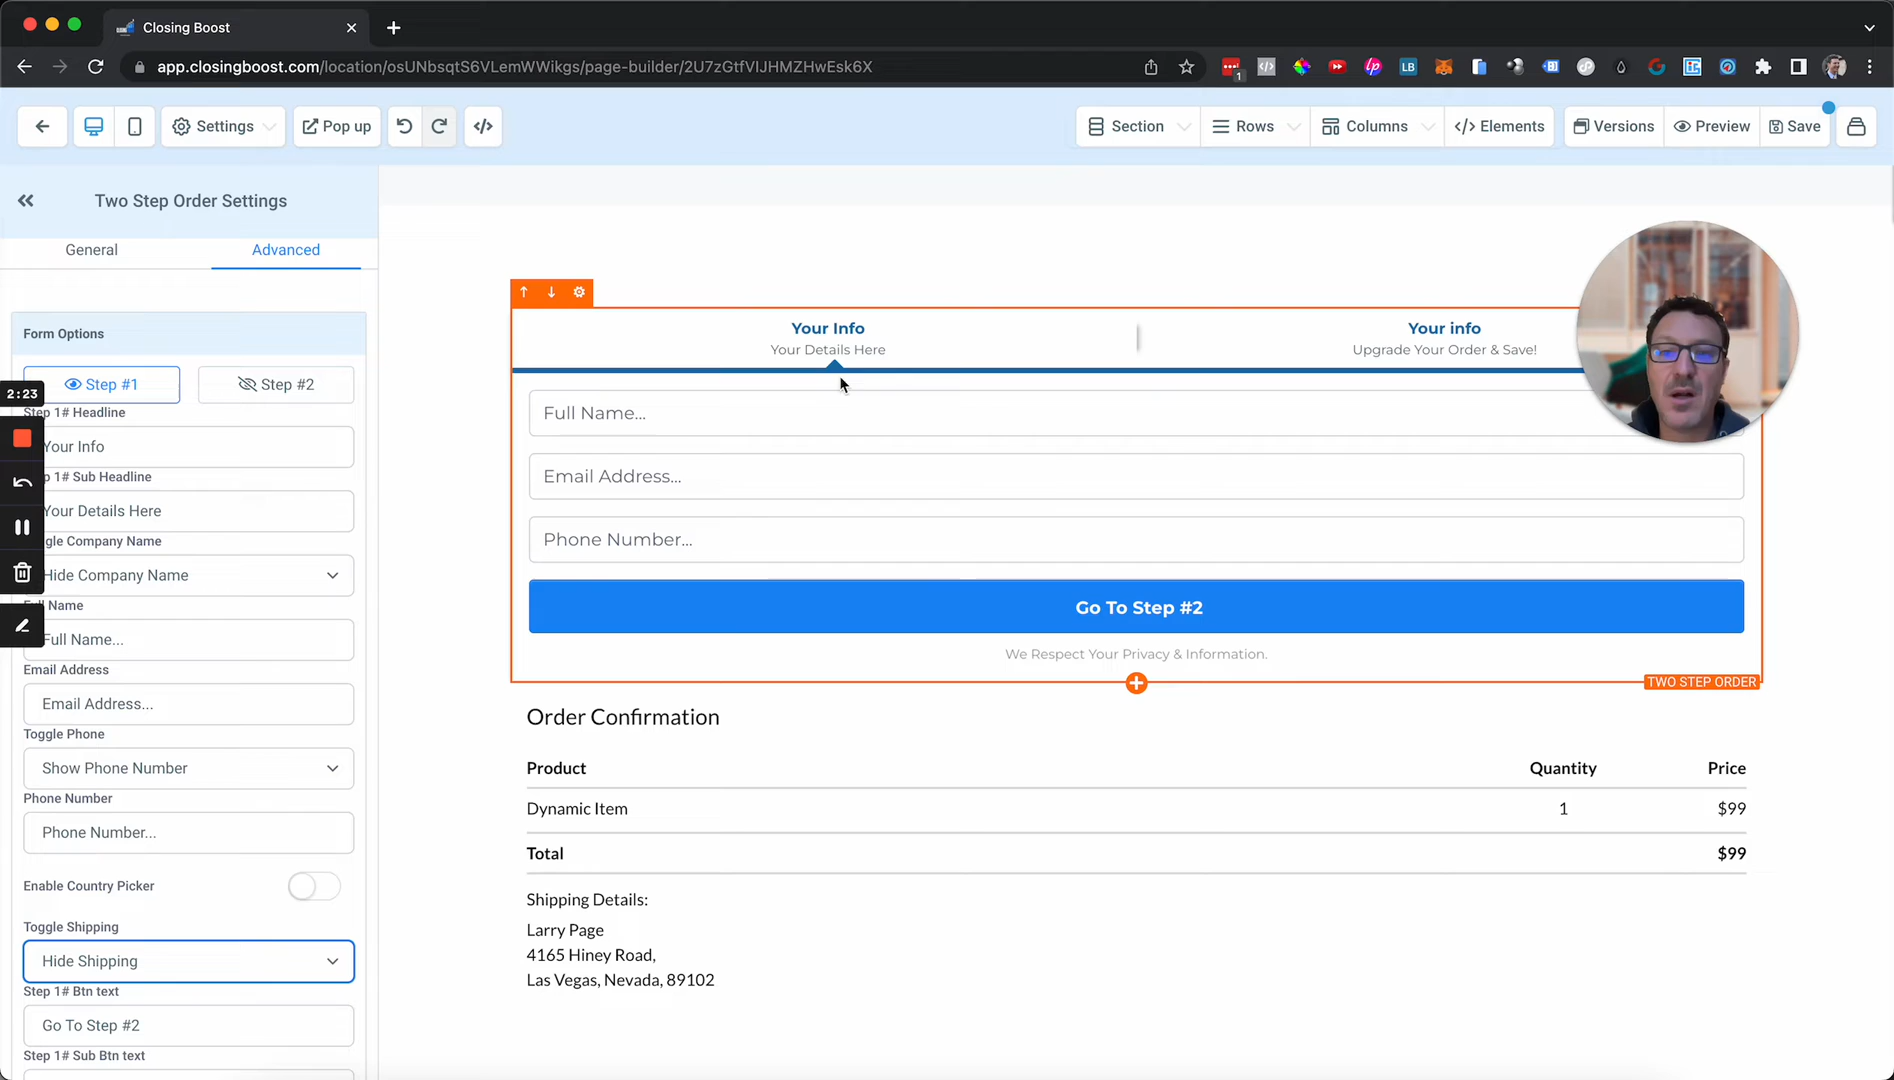 Closing Boost
app.closingboost.com/location/osUNbsqtS6VLemWWikgs/page-builder/2U7zGtfVIJHMZHwEsk6X
1
LB
Settings
Pop up
Section
Rows
Columns
Elements
Versions
Preview
Save
Two Step Order Settings
General
Advanced
Form Options
Step #1
Step #2
2:23
Step 1# Headline
Your Info
p 1# Sub Headline
Your Details Here
gle Company Name
Hide Company Name
l Name
Full Name...
Email Address
Email Address...
Toggle Phone
Show Phone Number
Phone Number
Phone Number...
Enable Country Picker
Toggle Shipping
Hide Shipping
Step 1# Btn text
Go To Step #2
Step 1# Sub Btn text
Your Info
Your Details Here
Your info
Upgrade Your Order & Save!
Full Name...
Email Address...
Phone Number...
Go To Step #2
We Respect Your Privacy & Information.
TWO STEP ORDER
Order Confirmation
Product Quantity Price
Dynamic Item 1 $99
Total $99
Shipping Details:
Larry Page
4165 Hiney Road,
Las Vegas, Nevada, 89102